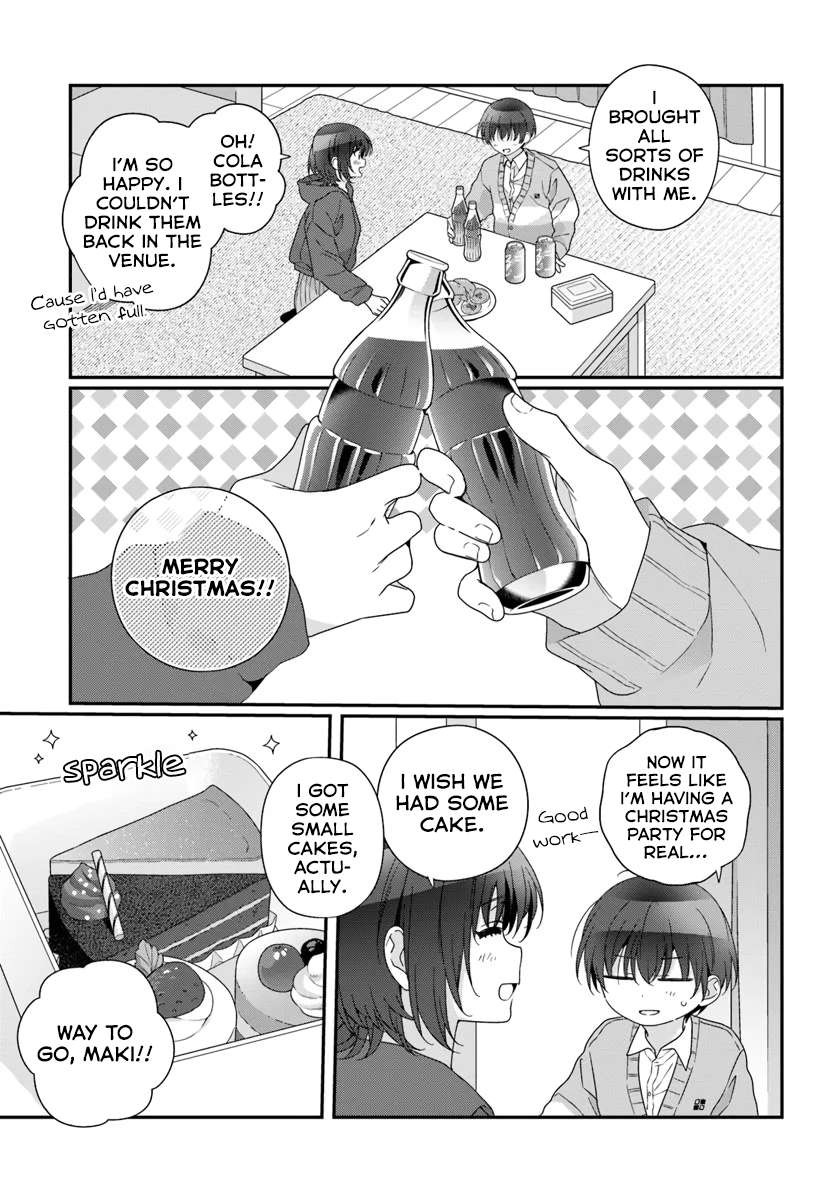 I
BROUGHT
ALL
SORTS OF
DRINKS
WITH ME.
OH!
COLA
BOTT-
LES!!
I'M SO
HAPPY. I
COULDN'T
DRINK THEM
BACK IN THE
VENUE.
Cause I'd have
gotten full
MERRY
CHRISTMAS!!
NOW IT
FEELS LIKE
I'M HAVING A
CHRISTMAS
PARTY FOR
REAL...
Good
work—
I WISH WE
HAD SOME
CAKE.
I GOT
SOME
SMALL
CAKES,
ACTU-
ALLY.
sparkle
WAY TO
GO, MAKI!!